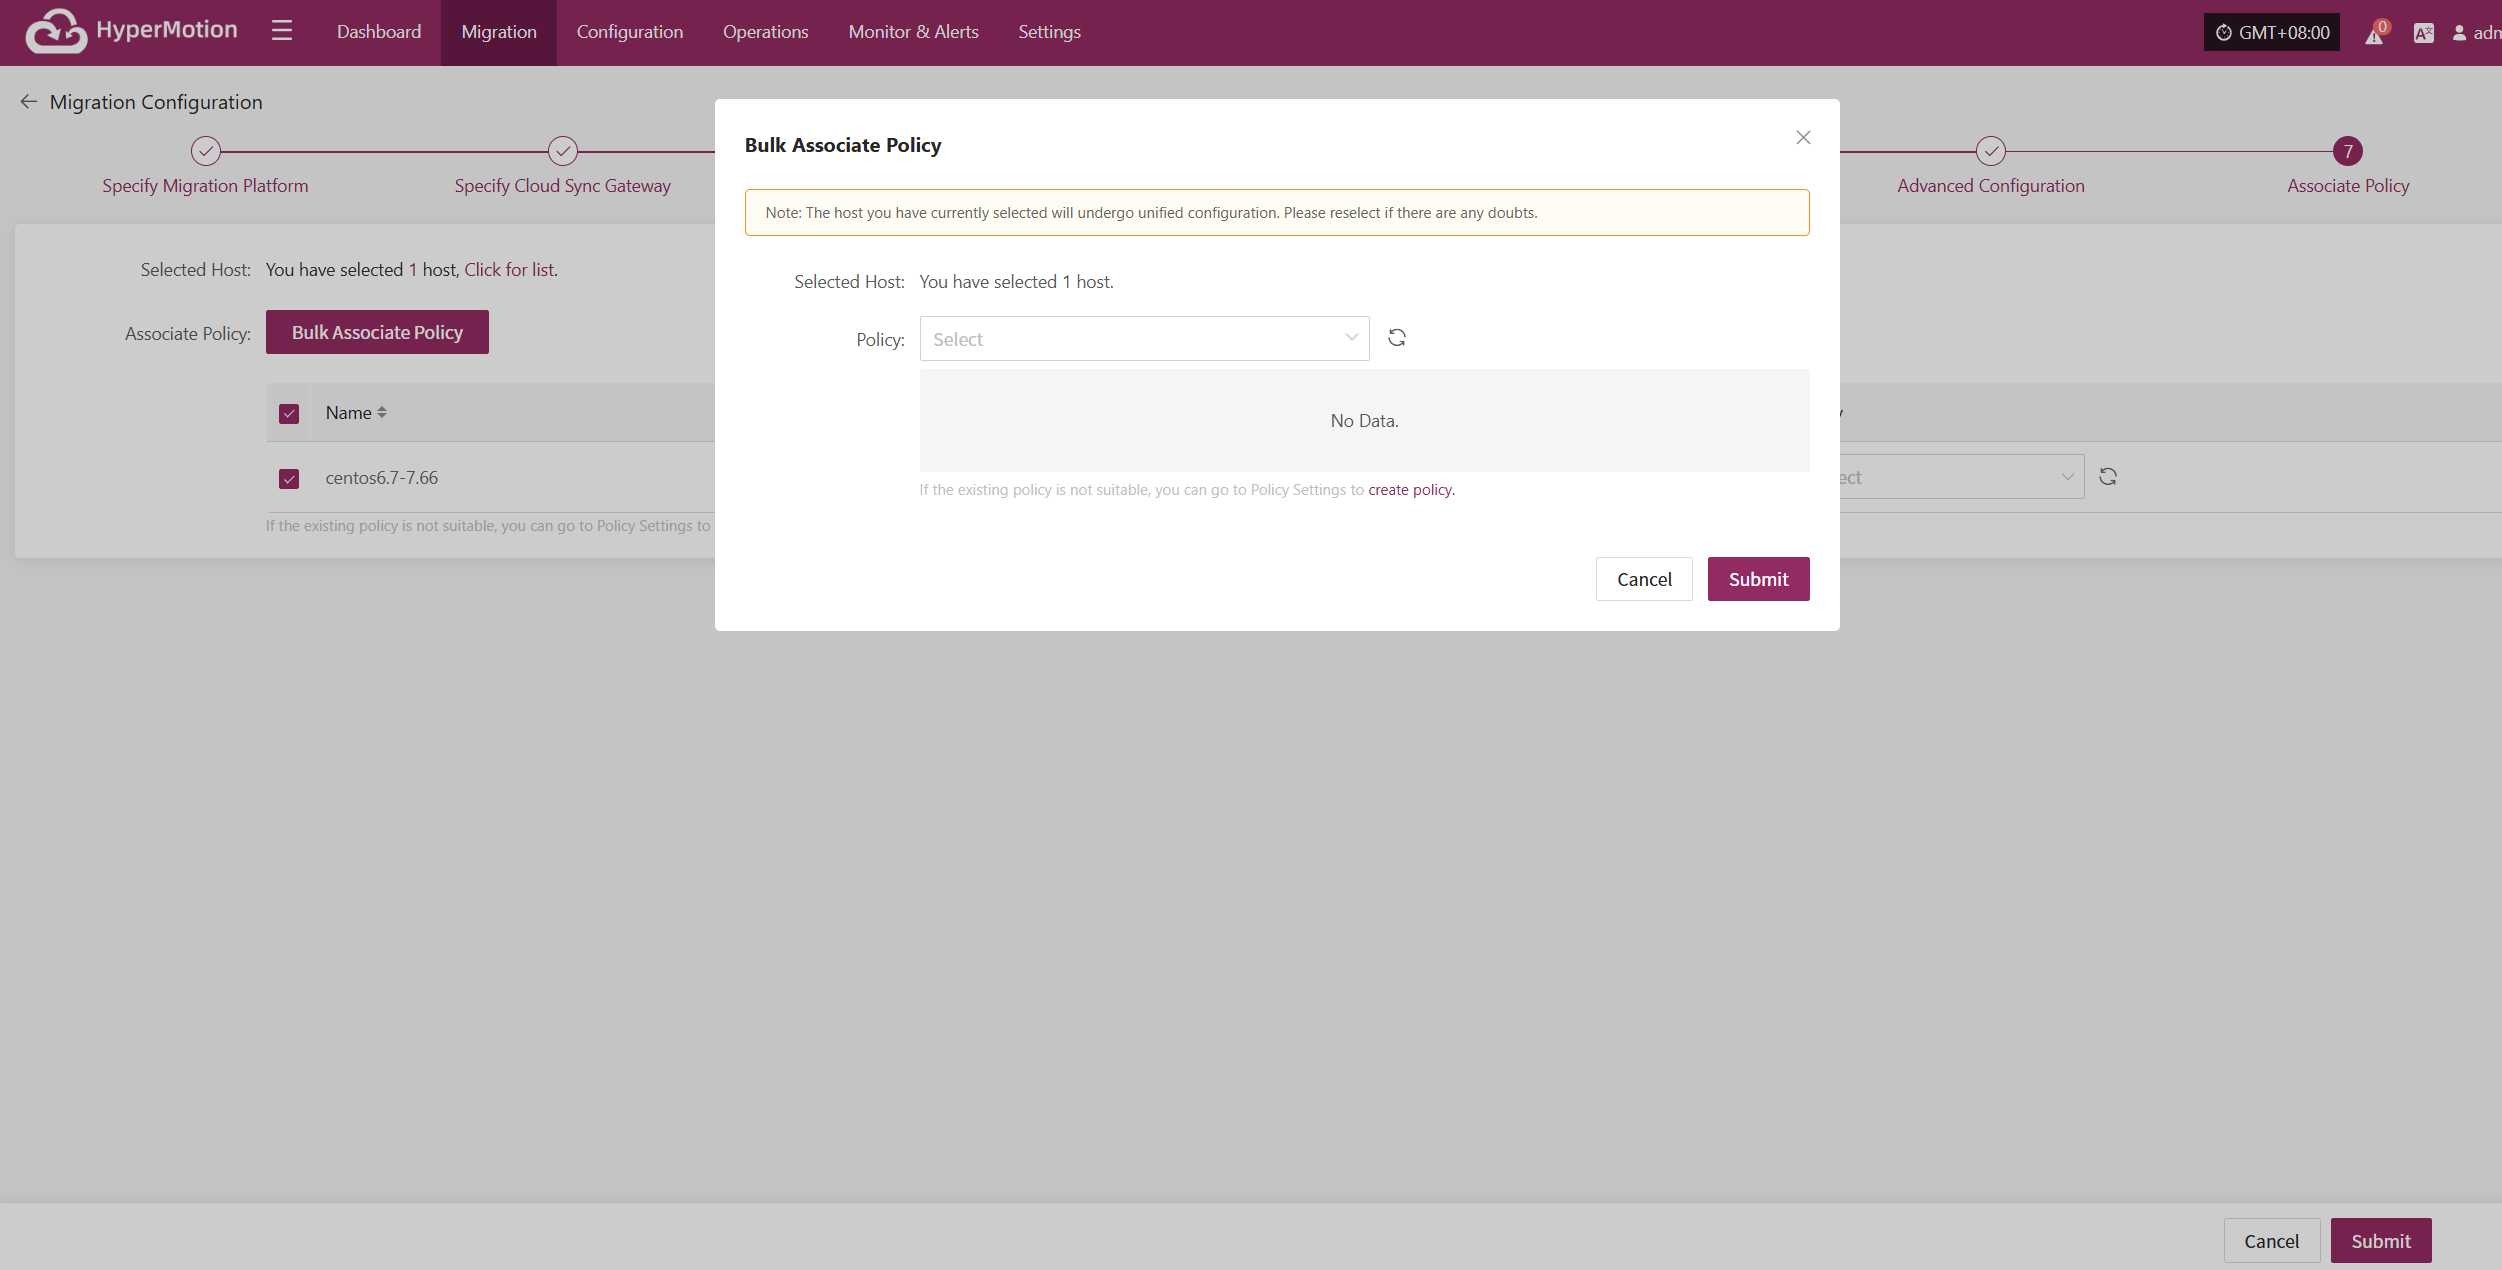 HyperMotion
Dashboard
Migration
Configuration
Operations
Monitor & Alerts
Settings
GMT+08:00
0
adm
Migration Configuration
Specify Migration Platform
Specify Cloud Sync Gateway
Advanced Configuration
7
Associate Policy
Selected Host: You have selected 1 host, Click for list.
Associate Policy: Bulk Associate Policy
Name
centos6.7-7.66
If the existing policy is not suitable, you can go to Policy Settings to
Bulk Associate Policy
Note: The host you have currently selected will undergo unified configuration. Please reselect if there are any doubts.
Selected Host: You have selected 1 host.
Policy: Select
No Data.
If the existing policy is not suitable, you can go to Policy Settings to create policy.
Cancel
Submit
y
ect
Cancel
Submit